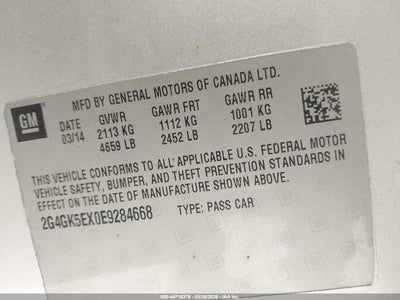 MFD BY GENERAL MOTORS OF CANADA LTD.
GM
DATE GVWR GAWR FRT GAWR RR
03/14 2113 KG 1112 KG 1001 KG
4659 LB 2452 LB 2207 LB
THIS VEHICLE CONFORMS TO ALL APPLICABLE U.S. FEDERAL MOTOR
VEHICLE SAFETY, BUMPER, AND THEFT PREVENTION STANDARDS IN
EFFECT ON THE DATE OF MANUFACTURE SHOWN ABOVE.
2G4GK5EX0E9284668 TYPE: PASS CAR